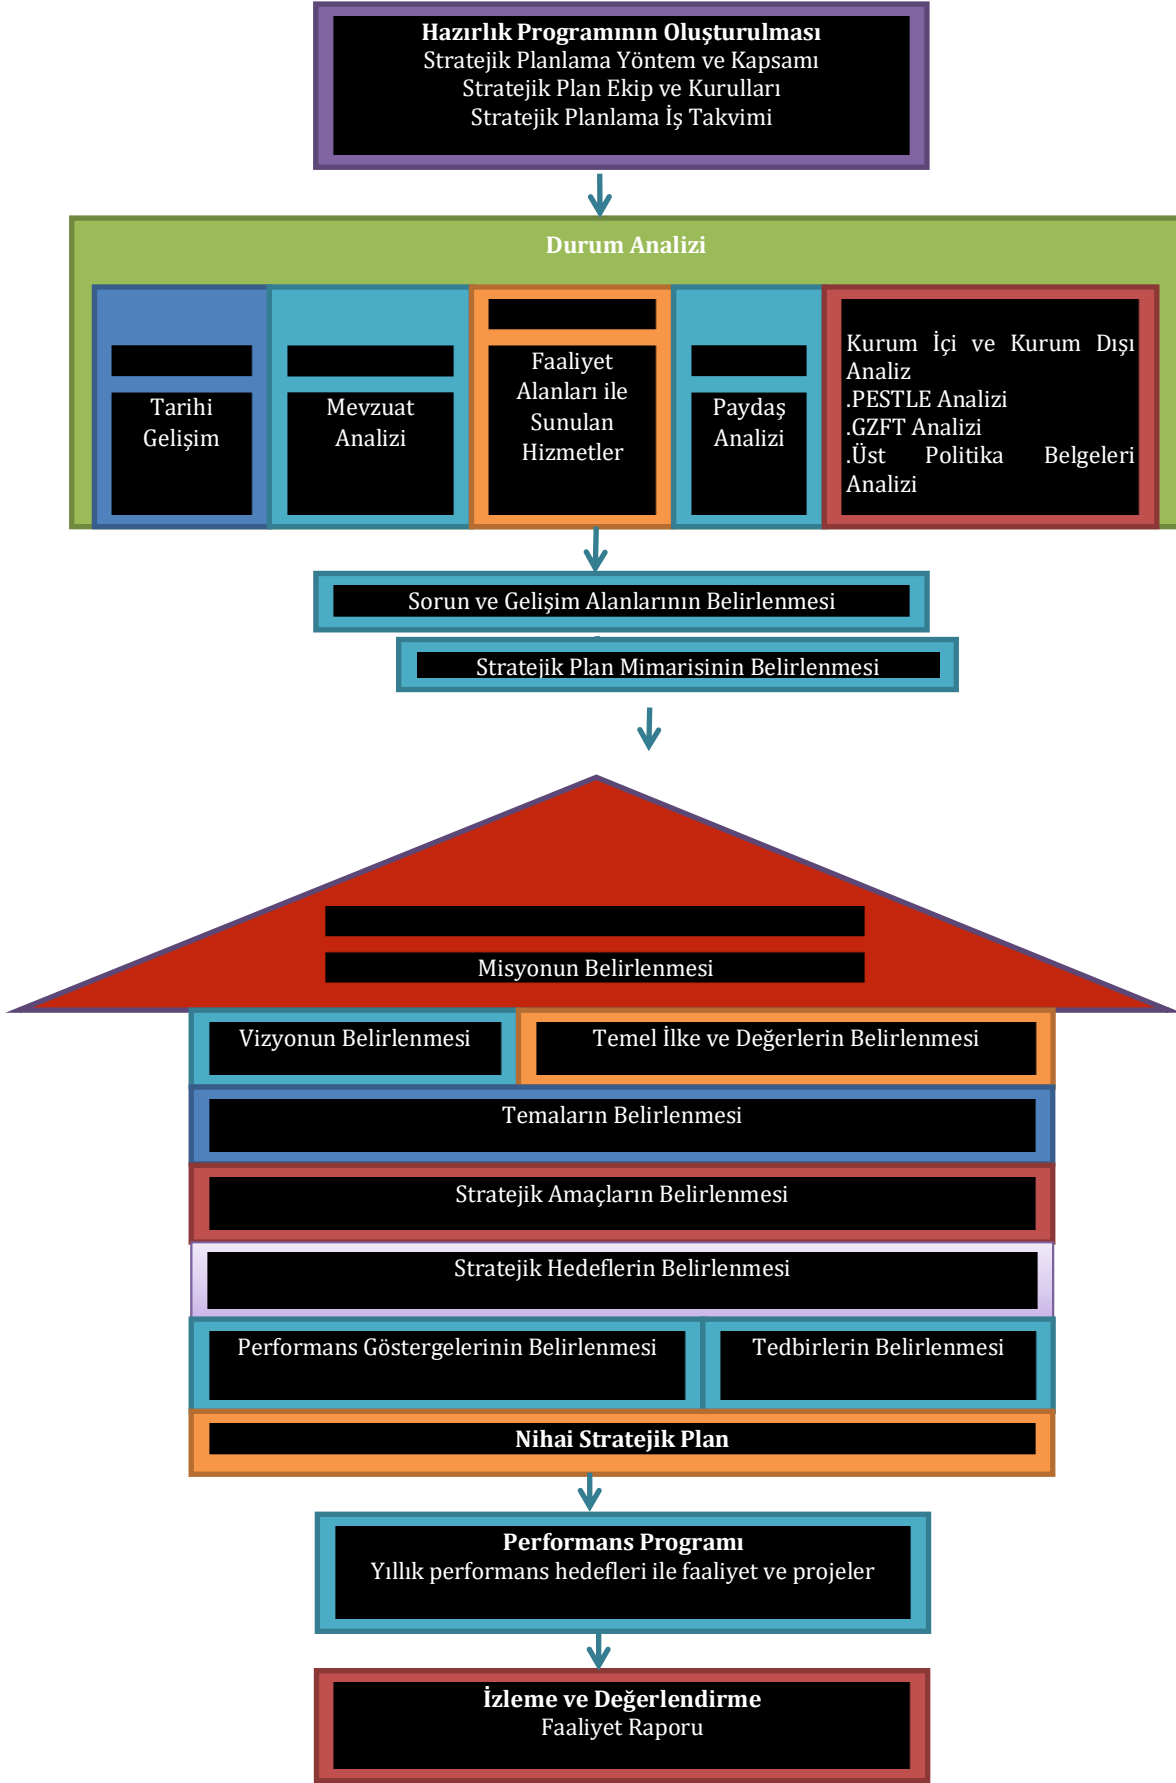 Hazırlık Programının Oluşturulması
Stratejik Planlama Yöntem ve Kapsamı
Stratejik Plan Ekip ve Kurulları
Stratejik Planlama İş Takvimi
Durum Analizi
Tarihi
Gelişim
Mevzuat
Analizi
Faaliyet
Alanları ile
Sunulan
Hizmetler
Paydaş
Analizi
Kurum İçi ve Kurum Dışı
Analiz
.PESTLE Analizi
.GZFT Analizi
.Üst Politika Belgeleri
Analizi
Sorun ve Gelişim Alanlarının Belirlenmesi
Stratejik Plan Mimarisinin Belirlenmesi
Misyonun Belirlenmesi
Vizyonun Belirlenmesi
Temel İlke ve Değerlerin Belirlenmesi
Temaların Belirlenmesi
Stratejik Amaçların Belirlenmesi
Stratejik Hedeflerin Belirlenmesi
Performans Göstergelerinin Belirlenmesi
Tedbirlerin Belirlenmesi
Nihai Stratejik Plan
Performans Programı
Yıllık performans hedefleri ile faaliyet ve projeler
İzleme ve Değerlendirme
Faaliyet Raporu